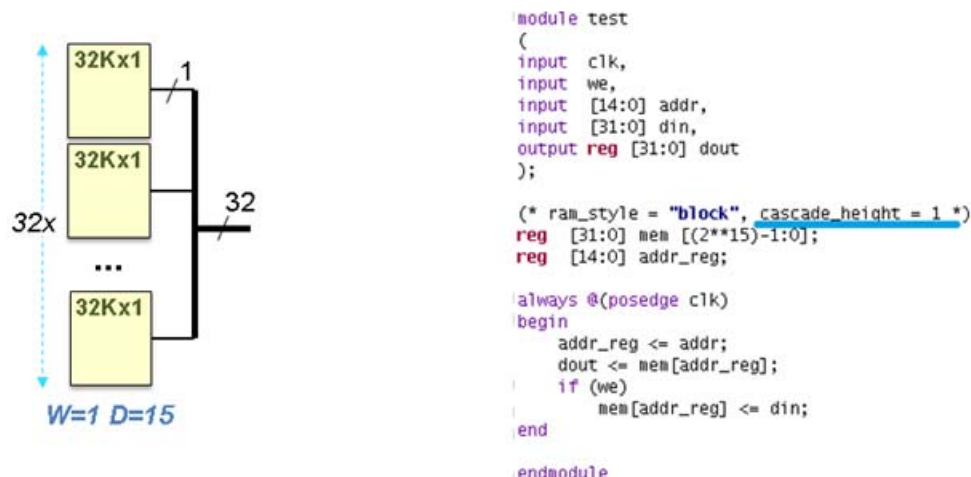 32Kx1
1
32Kx1
32x
32
...
32Kx1
W=1 D=15
module test
(
input  clk,
input  we,
input  [14:0] addr,
input  [31:0] din,
output reg [31:0] dout
);
(* ram_style = "block", cascade_height = 1 *)
reg  [31:0] mem [(2**15)-1:0];
reg  [14:0] addr_reg;
always @(posedge clk)
begin
    addr_reg <= addr;
    dout <= mem[addr_reg];
    if (we)
        mem[addr_reg] <= din;
end
endmodule